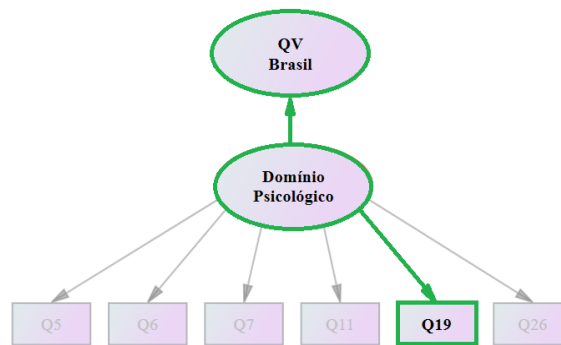 QV
Brasil
Domínio
Psicológico
Q5 Q6 Q7 Q11 Q19 Q26